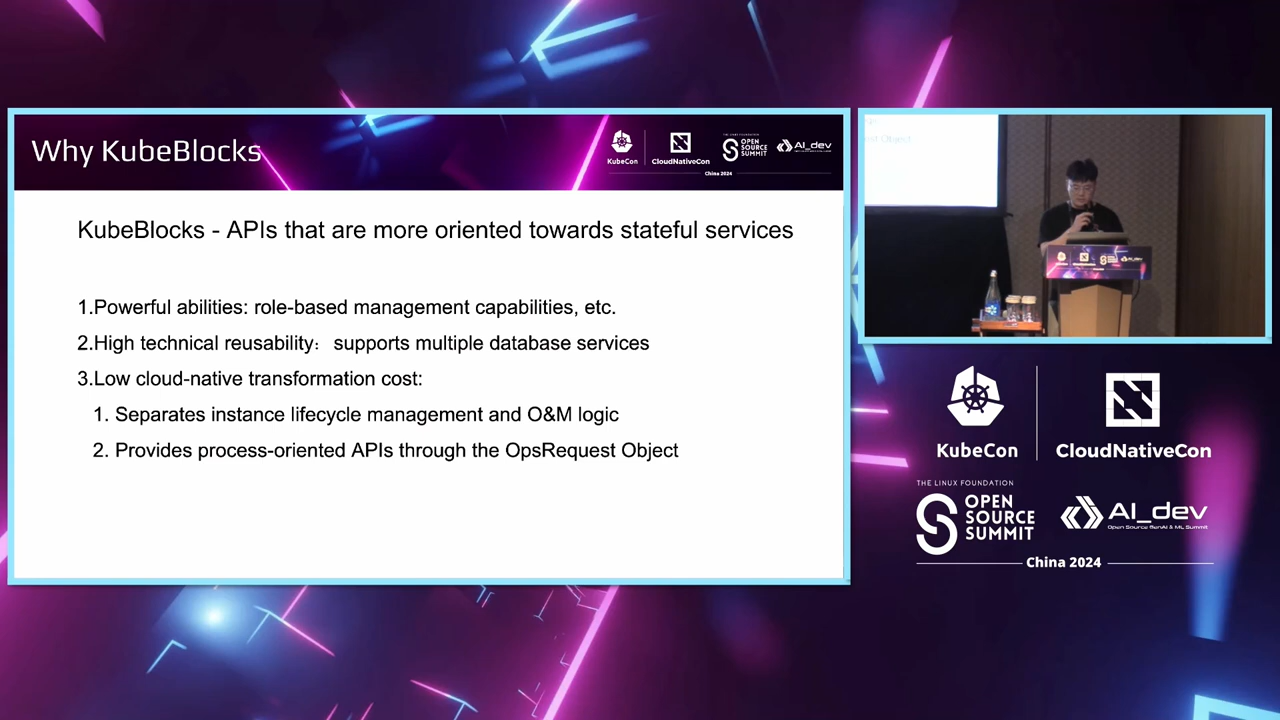 Why KubeBlocks
KubeCon
CloudNativeCon
THE LINUX FOUNDATION
OPEN SOURCE SUMMIT
AI_dev
China 2024
KubeBlocks - APIs that are more oriented towards stateful services
1.Powerful abilities: role-based management capabilities, etc.
2.High technical reusability： supports multiple database services
3.Low cloud-native transformation cost:
1. Separates instance lifecycle management and O&M logic
2. Provides process-oriented APIs through the OpsRequest Object
KubeCon
CloudNativeCon
THE LINUX FOUNDATION
OPEN
SOURCE
SUMMIT
AI_dev
Open Source GenAI & ML Summit
China 2024